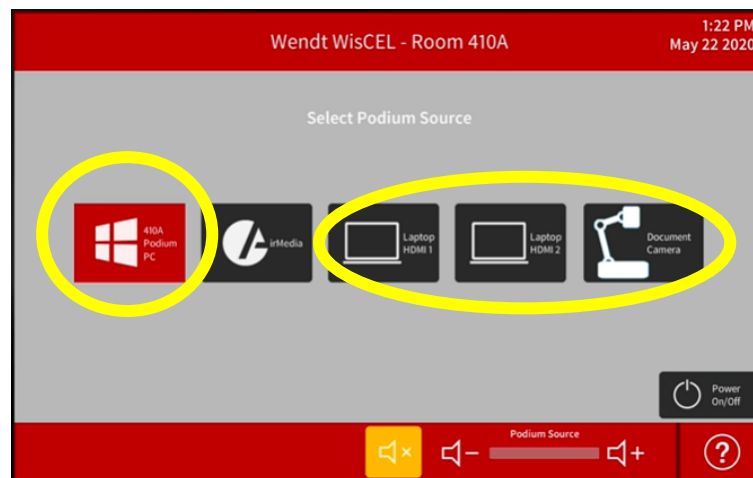 1:22 PM
Wendt WisCEL - Room 410A
May 22 2020
Select Podium Source
410A
Podium
PC
irMedia
Laptop
HDMI 1
Laptop
HDMI 2
Document
Camera
Power
On/Off
Podium Source
?